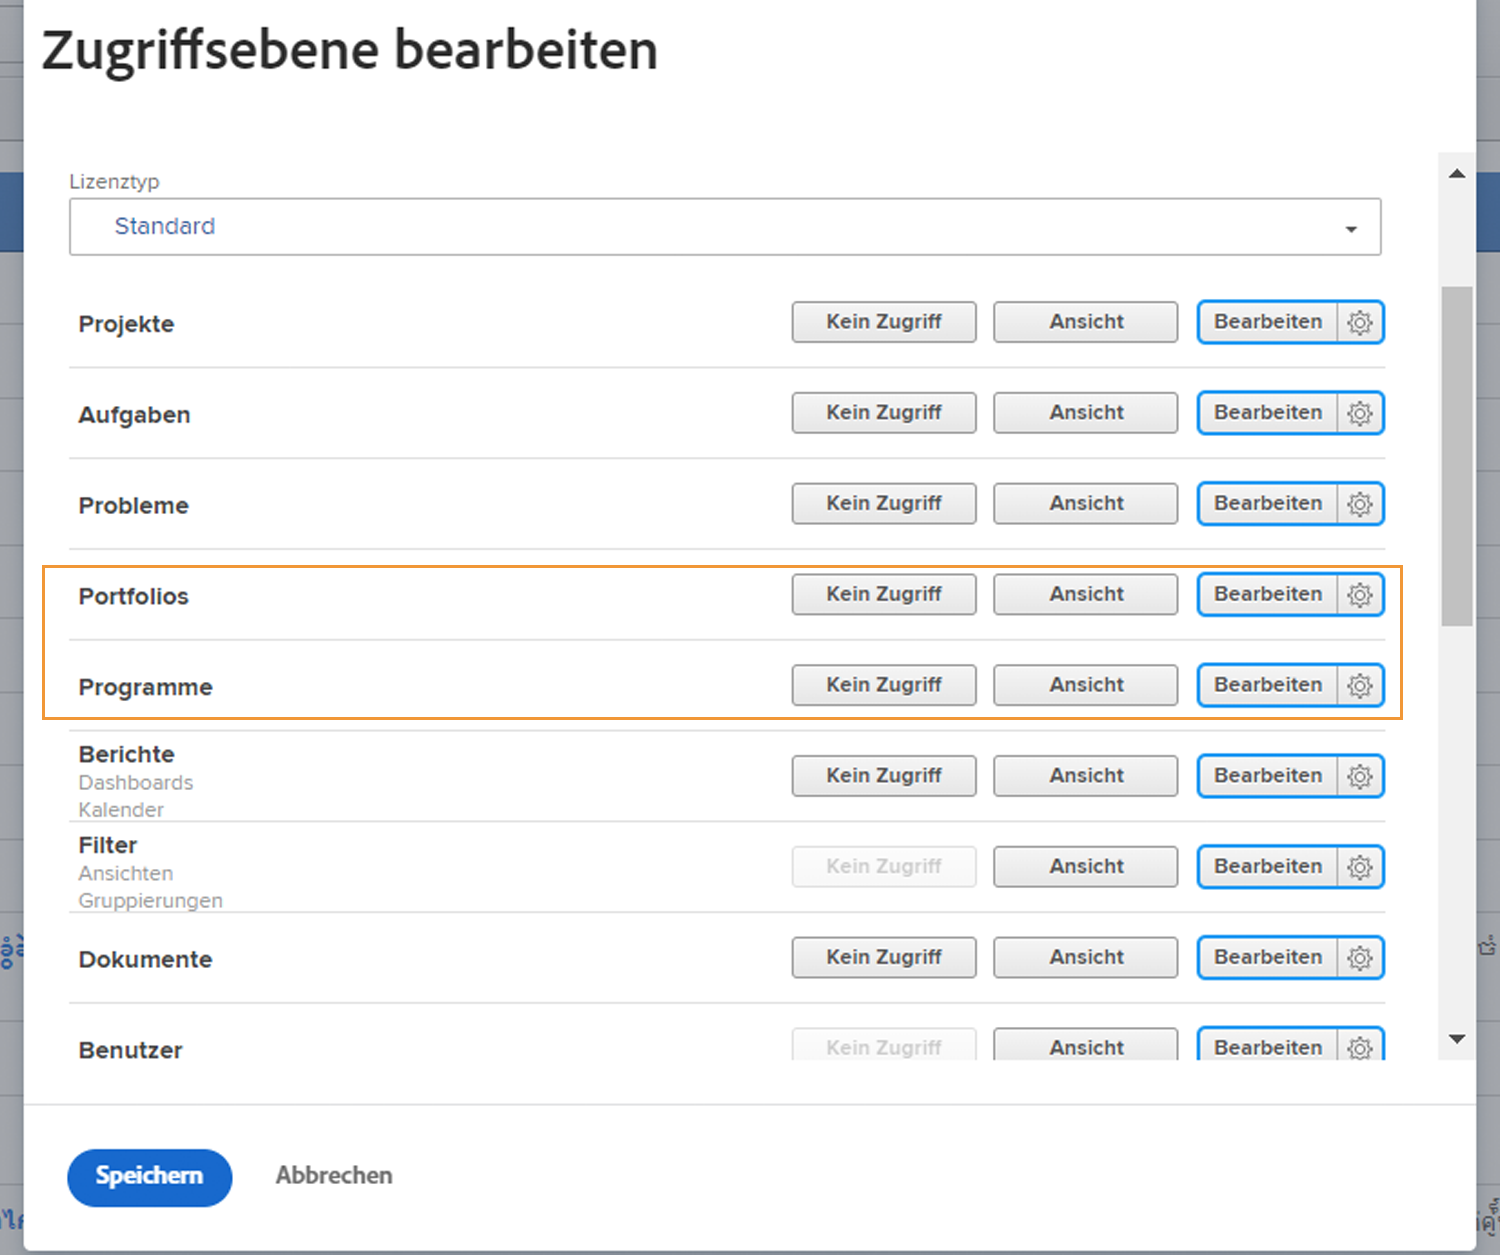 Zugriffsebene bearbeiten
Lizenztyp
Standard
Projekte Kein Zugriff Ansicht Bearbeiten
Aufgaben Kein Zugriff Ansicht Bearbeiten
Probleme Kein Zugriff Ansicht Bearbeiten
Portfolios Kein Zugriff Ansicht Bearbeiten
Programme Kein Zugriff Ansicht Bearbeiten
Berichte
Dashboards
Kalender
Kein Zugriff Ansicht Bearbeiten
Filter
Ansichten
Gruppierungen
Kein Zugriff Ansicht Bearbeiten
Dokumente Kein Zugriff Ansicht Bearbeiten
Benutzer Kein Zugriff Ansicht Bearbeiten
Speichern Abbrechen